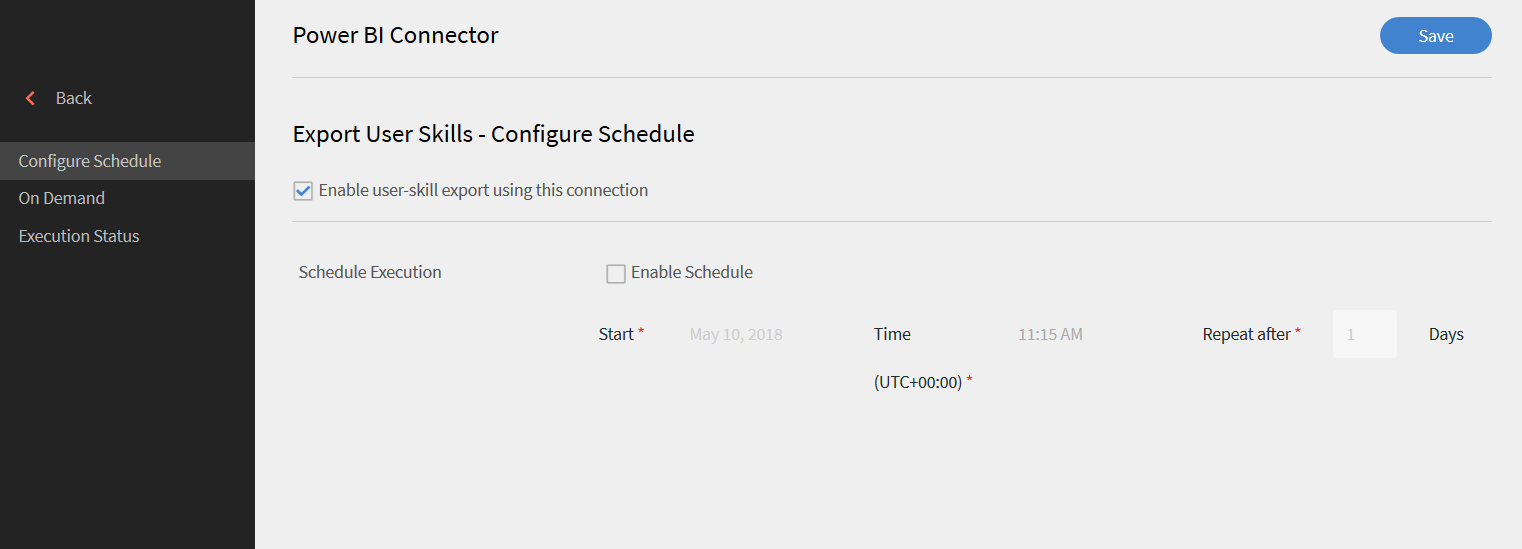 Power BI Connector
Save
Back
Export User Skills - Configure Schedule
Configure Schedule
On Demand
Execution Status
Enable user-skill export using this connection
Schedule Execution
Enable Schedule
Start * May 10, 2018 Time 11:15 AM Repeat after * 1 Days
(UTC+00:00) *